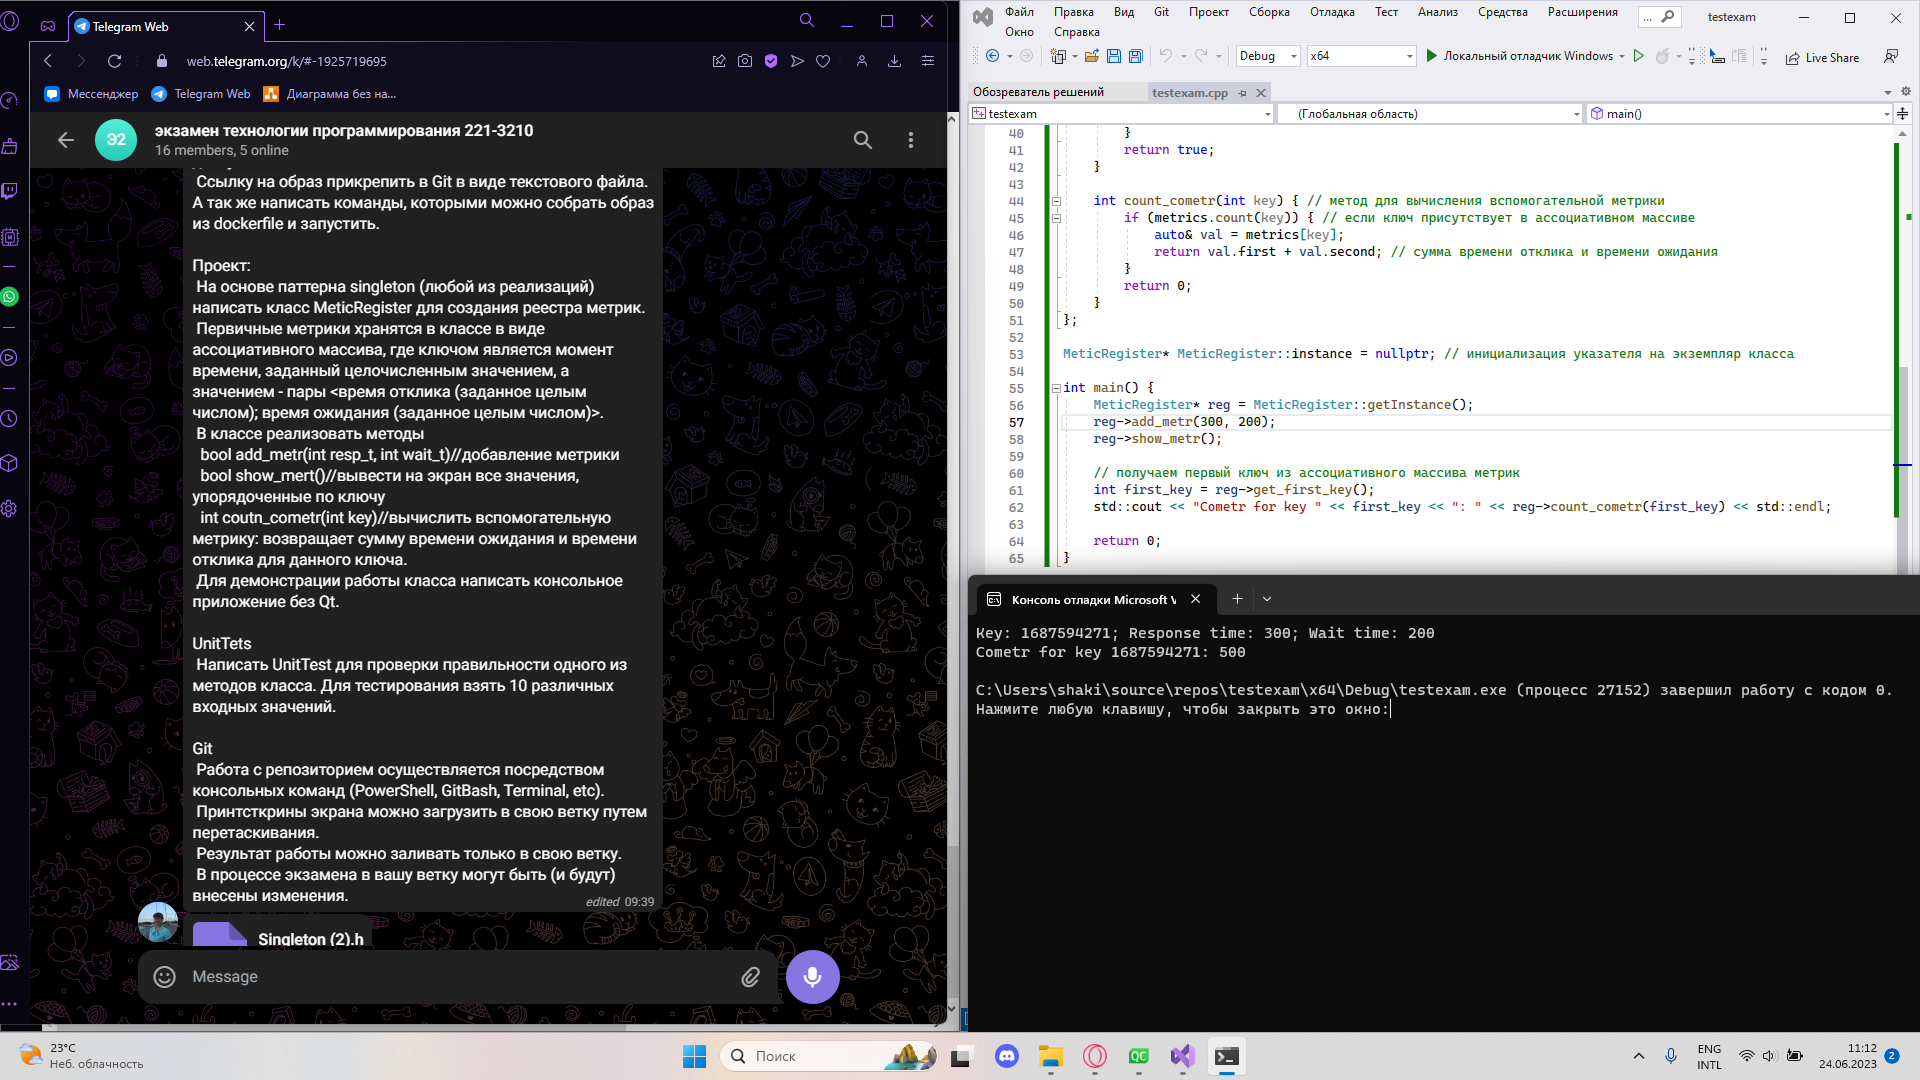 Telegram Web
web.telegram.org/k/#-1925719695
Мессенджер
Telegram Web
Диаграмма без на...
Э2
экзамен технологии программирования 221-3210
16 members, 5 online
Ссылку на образ прикрепить в Git в виде текстового файла.
А так же написать команды, которыми можно собрать образ
из dockerfile и запустить.
Проект:
На основе паттерна singleton (любой из реализаций)
написать класс MeticRegister для создания реестра метрик.
Первичные метрики хранятся в классе в виде
ассоциативного массива, где ключом является момент
времени, заданный целочисленным значением, а
значением - пары <время отклика (заданное целым
числом); время ожидания (заданное целым числом)>.
В классе реализовать методы
bool add_metr(int resp_t, int wait_t)//добавление метрики
bool show_mert()//вывести на экран все значения,
упорядоченные по ключу
int coutn_cometr(int key)//вычислить вспомогательную
метрику: возвращает сумму времени ожидания и времени
отклика для данного ключа.
Для демонстрации работы класса написать консольное
приложение без Qt.
UnitTets
Написать UnitTest для проверки правильности одного из
методов класса. Для тестирования взять 10 различных
входных значений.
Git
Работа с репозиторием осуществляется посредством
консольных команд (PowerShell, GitBash, Terminal, etc).
Принтсткрины экрана можно загрузить в свою ветку путем
перетаскивания.
Результат работы можно заливать только в свою ветку.
В процессе экзамена в вашу ветку могут быть (и будут)
внесены изменения.
edited 09:39
Singleton (2).h
Message
Файл Правка Вид Git Проект Сборка Отладка Тест Анализ Средства Расширения
Окно Справка
... testexam
Debug x64 Локальный отладчик Windows Live Share
Обозреватель решений testexam.cpp
testexam (Глобальная область) main()
40 }
41 return true;
42 }
43
44 int count_cometr(int key) { // метод для вычисления вспомогательной метрики
45 if (metrics.count(key)) { // если ключ присутствует в ассоциативном массиве
46 auto& val = metrics[key];
47 return val.first + val.second; // сумма времени отклика и времени ожидания
48 }
49 return 0;
50 }
51 };
52
53 MeticRegister* MeticRegister::instance = nullptr; // инициализация указателя на экземпляр класса
54
55 int main() {
56 MeticRegister* reg = MeticRegister::getInstance();
57 reg->add_metr(300, 200);
58 reg->show_metr();
59
60 // получаем первый ключ из ассоциативного массива метрик
61 int first_key = reg->get_first_key();
62 std::cout << "Cometr for key " << first_key << ": " << reg->count_cometr(first_key) << std::endl;
63
64 return 0;
65 }
Консоль отладки Microsoft V
Key: 1687594271; Response time: 300; Wait time: 200
Cometr for key 1687594271: 500
C:\Users\shaki\source\repos\testexam\x64\Debug\testexam.exe (процесс 27152) завершил работу с кодом 0.
Нажмите любую клавишу, чтобы закрыть это окно:
23°C
Неб. облачность
Поиск
QC
ENG
INTL
11:12
24.06.2023
2